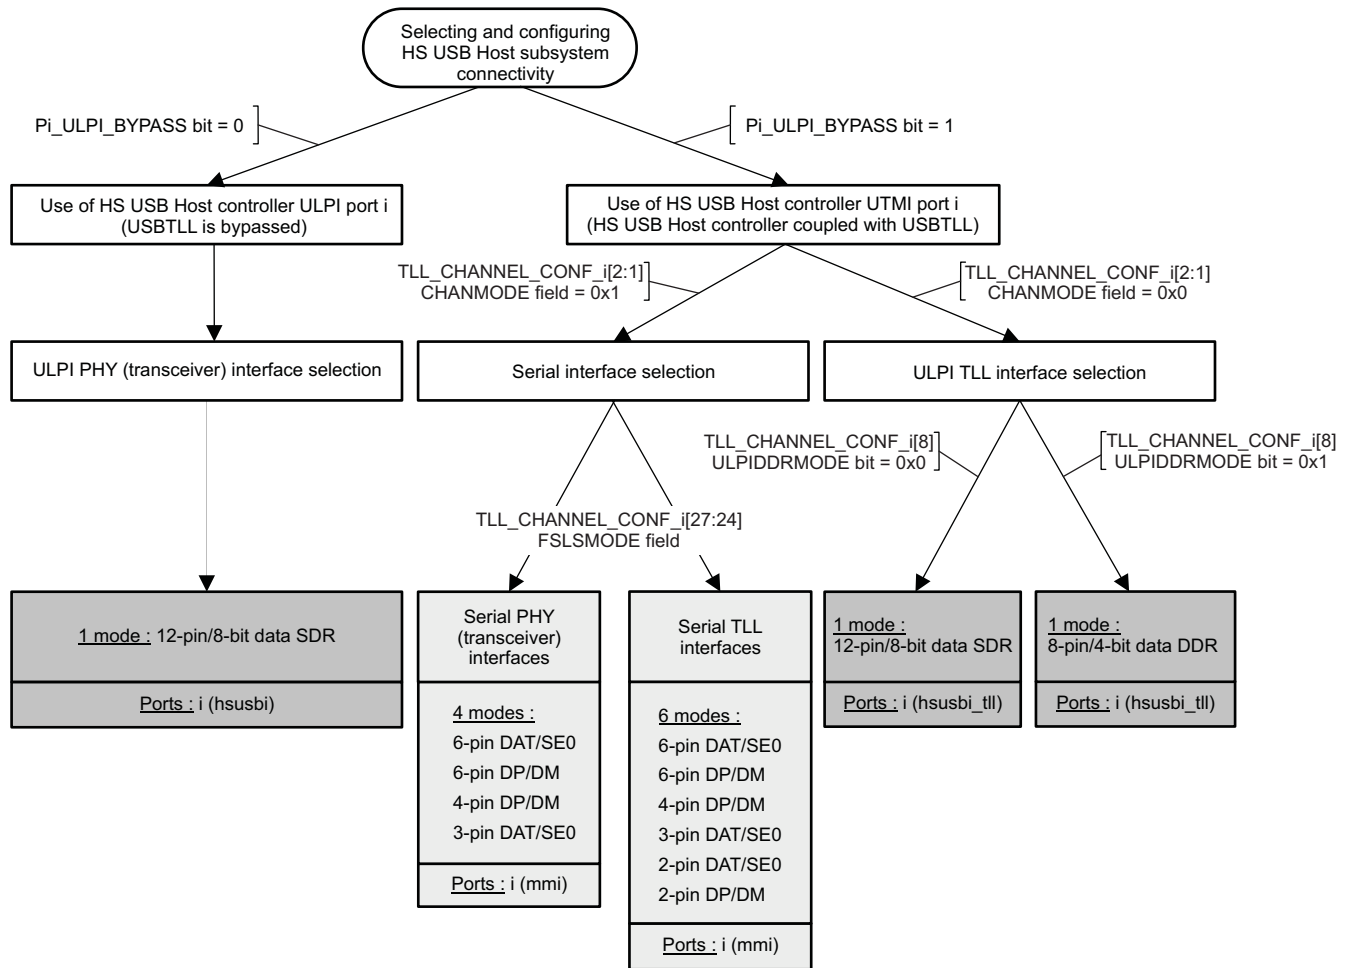 Selecting and configuring
HS USB Host subsystem
connectivity
Pi_ULPI_BYPASS bit = 0
Pi_ULPI_BYPASS bit = 1
Use of HS USB Host controller ULPI port i
(USBTLL is bypassed)
Use of HS USB Host controller UTMI port i
(HS USB Host controller coupled with USBTLL)
TLL_CHANNEL_CONF_i[2:1]
CHANMODE field = 0x1
TLL_CHANNEL_CONF_i[2:1]
CHANMODE field = 0x0
ULPI PHY (transceiver) interface selection
Serial interface selection
ULPI TLL interface selection
TLL_CHANNEL_CONF_i[8]
ULPIDDRMODE bit = 0x0
TLL_CHANNEL_CONF_i[8]
ULPIDDRMODE bit = 0x1
TLL_CHANNEL_CONF_i[27:24]
FSLSMODE field
1 mode : 12-pin/8-bit data SDR
Ports : i (hsusbi)
Serial PHY
(transceiver)
interfaces
4 modes :
6-pin DAT/SE0
6-pin DP/DM
4-pin DP/DM
3-pin DAT/SE0
Ports : i (mmi)
Serial TLL
interfaces
6 modes :
6-pin DAT/SE0
6-pin DP/DM
4-pin DP/DM
3-pin DAT/SE0
2-pin DAT/SE0
2-pin DP/DM
Ports : i (mmi)
1 mode :
12-pin/8-bit data SDR
Ports : i (hsusbi_tll)
1 mode :
8-pin/4-bit data DDR
Ports : i (hsusbi_tll)